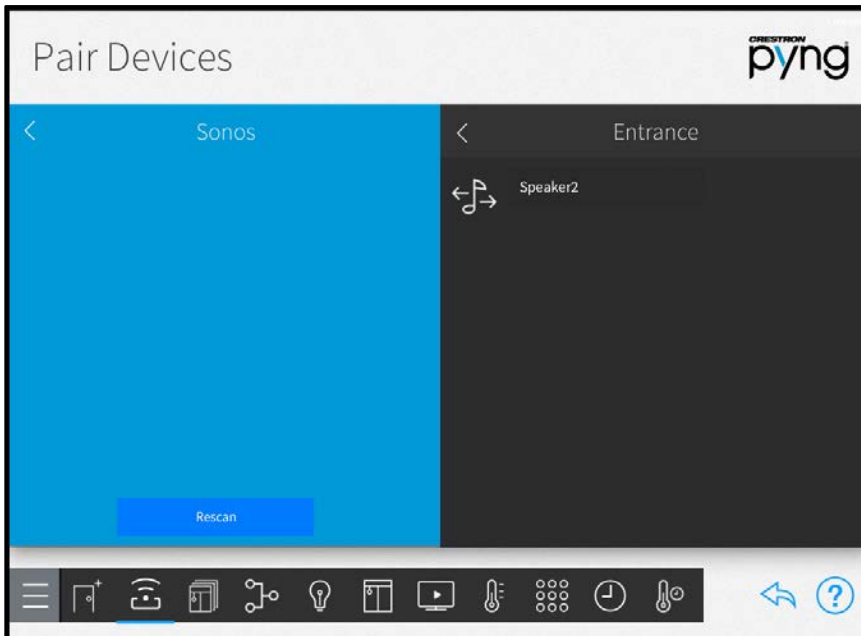 Pair Devices
CRESTRON
pyng
Sonos
Entrance
Speaker2
Rescan
?